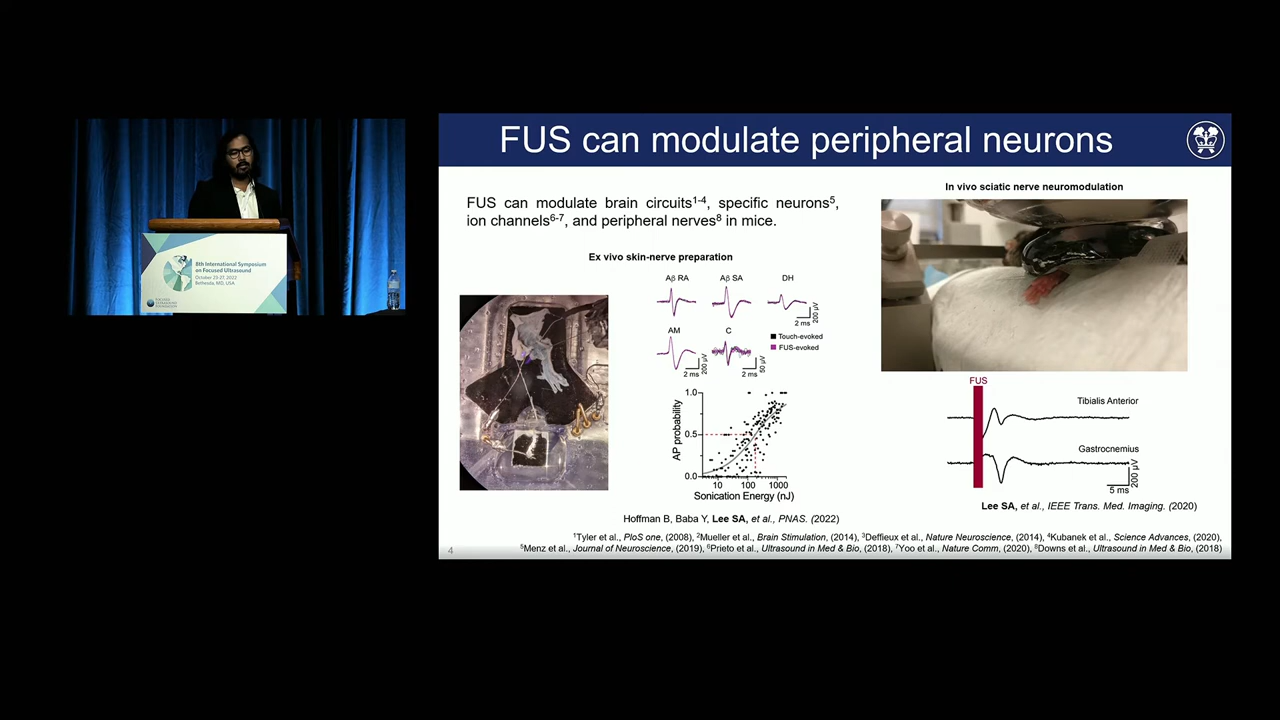 FUS can modulate peripheral neurons
FUS can modulate brain circuits1-4, specific neurons5,
ion channels6-7, and peripheral nerves8 in mice.
Ex vivo skin-nerve preparation
Aβ RA
Aβ SA
DH
2 ms
200 μV
AM
C
Touch-evoked
FUS-evoked
2 ms
200 μV
2 ms
50 μV
AP probability
1.0
0.5
0.0
10
100
1000
Sonication Energy (nJ)
Hoffman B, Baba Y, Lee SA, et al., PNAS. (2022)
In vivo sciatic nerve neuromodulation
FUS
Tibialis Anterior
Gastrocnemius
200 μV
5 ms
Lee SA, et al., IEEE Trans. Med. Imaging. (2020)
1Tyler et al., PloS one, (2008), 2Mueller et al., Brain Stimulation, (2014), 3Deffieux et al., Nature Neuroscience, (2014), 4Kubanek et al., Science Advances, (2020),
5Menz et al., Journal of Neuroscience, (2019), 6Prieto et al., Ultrasound in Med & Bio, (2018), 7Yoo et al., Nature Comm, (2020), 8Downs et al., Ultrasound in Med & Bio, (2018)
4
8th International Symposium
on Focused Ultrasound
October 23-27, 2022
Bethesda, MD, USA
FOCUSED
ULTRASOUND
FOUNDATION